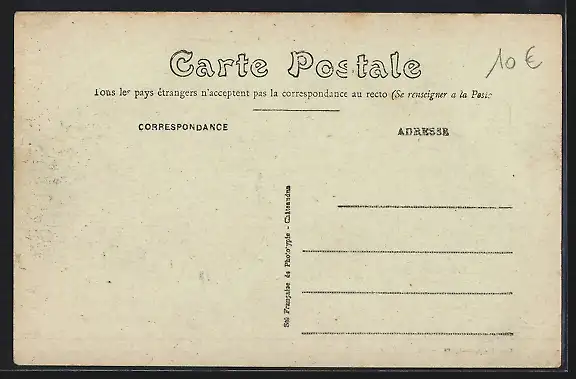 Carte Postale
10 €
Tous les pays étrangers n'acceptent pas la correspondance au recto (Se renseigner a la Poste
CORRESPONDANCE
ADRESSE
Sté Française de Phototypie - Châteaudun